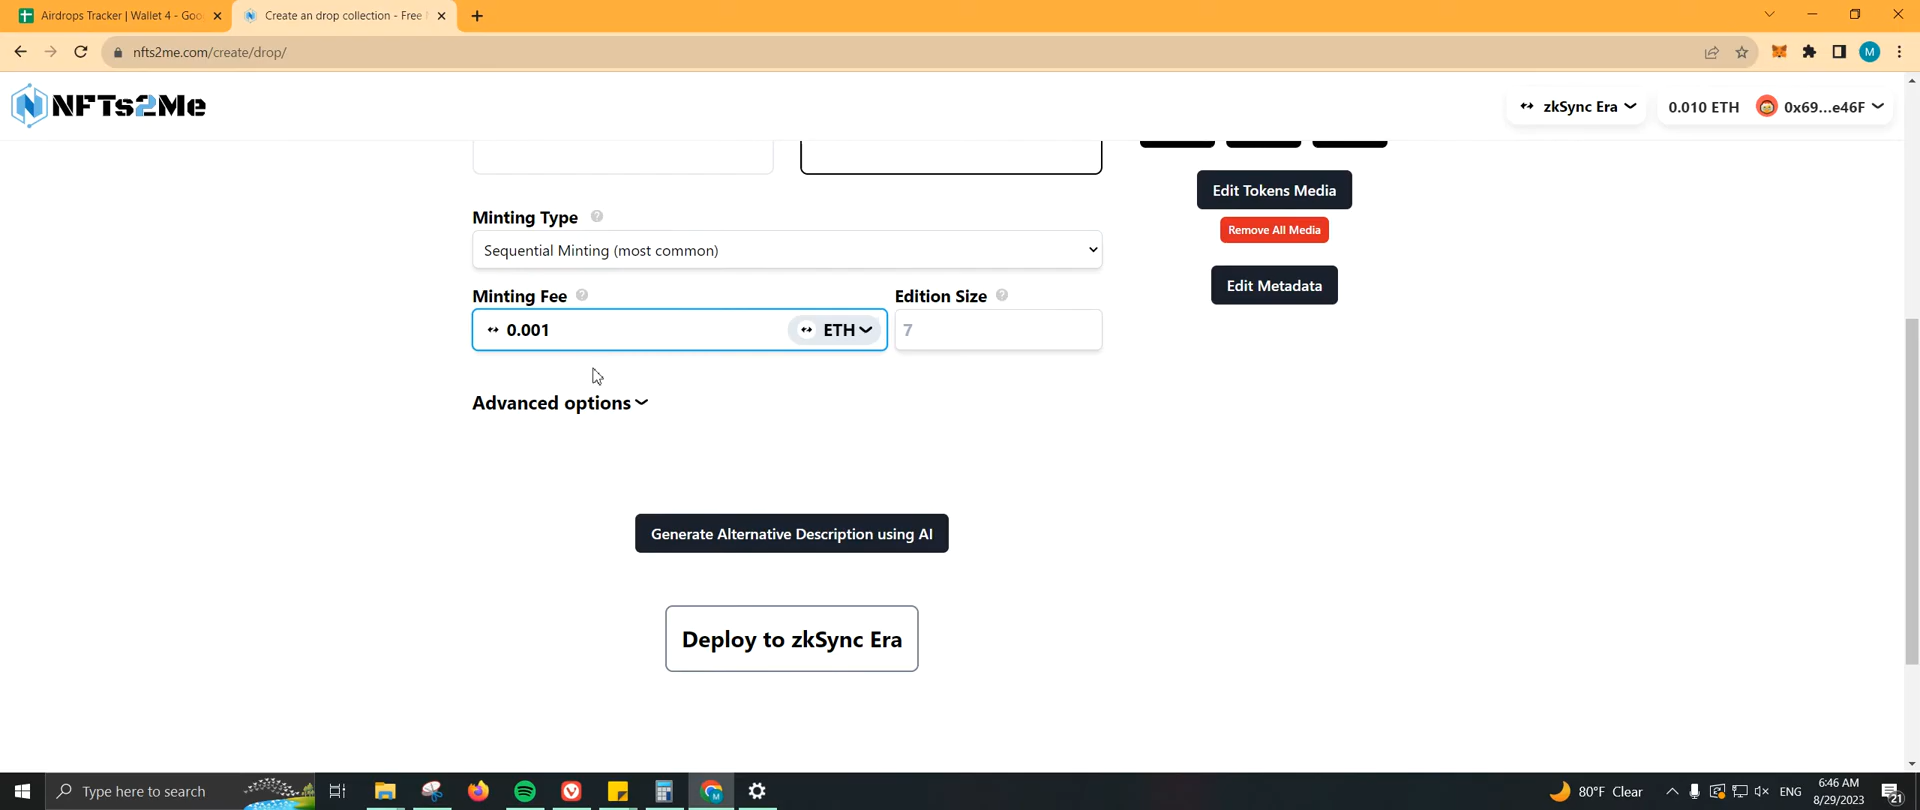 Airdrops Tracker | Wallet 4 - Goo
Create an drop collection - Free
nfts2me.com/create/drop/
M
NFTs2Me
zkSync Era
0.010 ETH
0x69...e46F
Edit Tokens Media
Minting Type
Remove All Media
Sequential Minting (most common)
Edit Metadata
Minting Fee
Edition Size
0.001
ETH
7
Advanced options
Generate Alternative Description using AI
Deploy to zkSync Era
Type here to search
80°F Clear
ENG
6:46 AM
8/29/2023
21